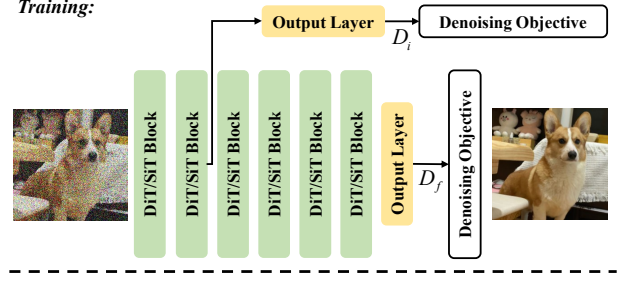 Training:
Output Layer
D_i
Denoising Objective
DiT/SiT Block
DiT/SiT Block
DiT/SiT Block
DiT/SiT Block
DiT/SiT Block
DiT/SiT Block
Output Layer
D_f
Denoising Objective